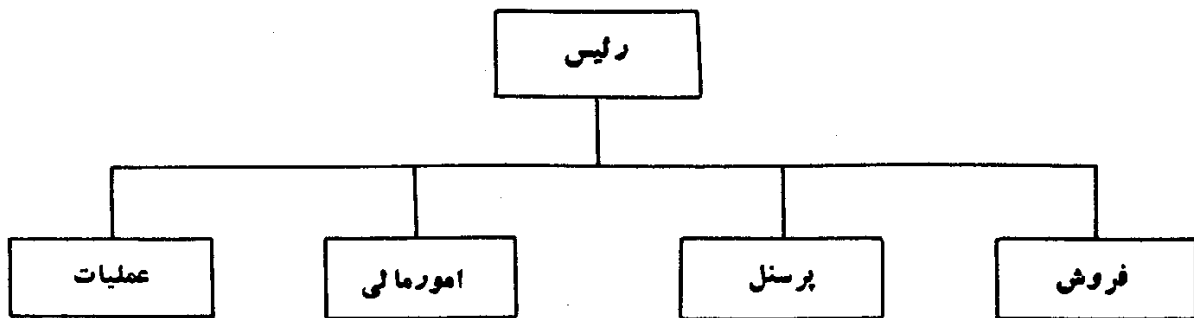 رئیس
فروش
پرسنل
امورمالی
عملیات